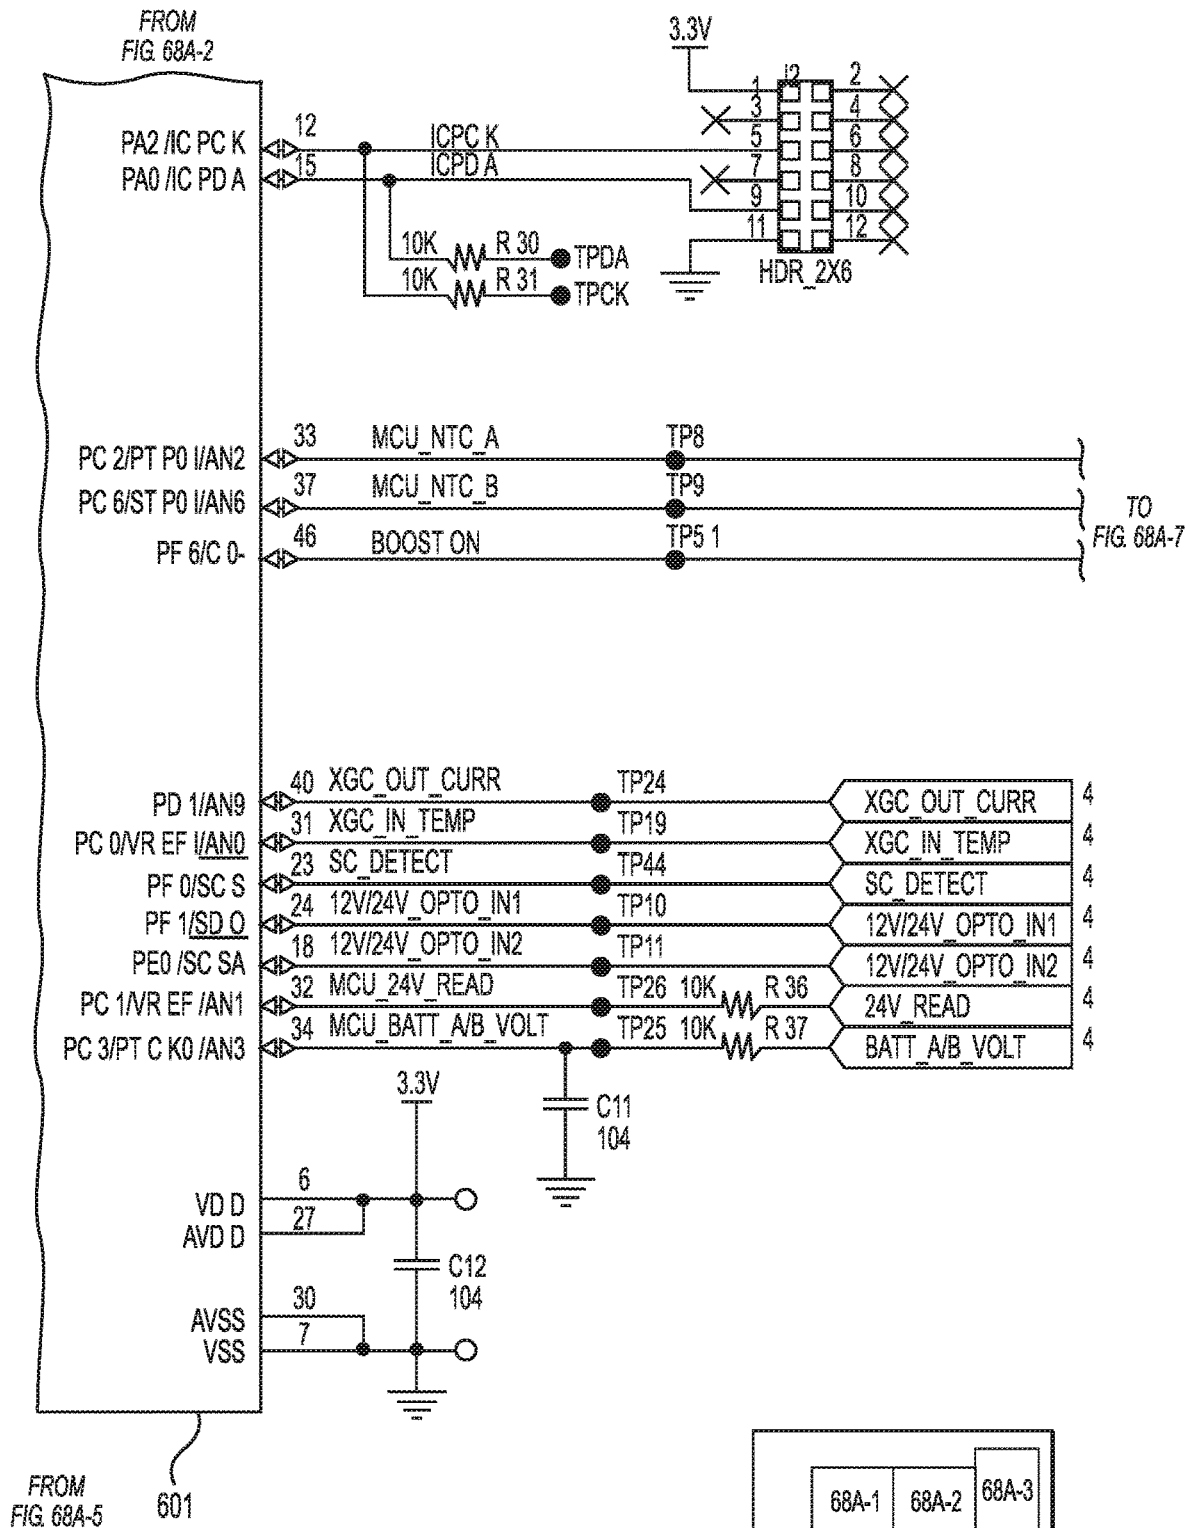 FROM
FIG. 68A-2
3.3V
J2
1 2
3 4
5 6
7 8
9 10
11 12
HDR_2X6
PA2 /IC PC K 12 ICPC K
PA0 /IC PD A 15 ICPD A
10K R 30 TPDA
10K R 31 TPCK
PC 2/PT P0 I/AN2 33 MCU_NTC_A TP8
PC 6/ST P0 I/AN6 37 MCU_NTC_B TP9
PF 6/C 0- 46 BOOST ON TP5 1
TO
FIG. 68A-7
PD 1/AN9 40 XGC_OUT_CURR TP24 XGC_OUT_CURR 4
PC 0/VR EF I/AN0 31 XGC_IN_TEMP TP19 XGC_IN_TEMP 4
PF 0/SC S 23 SC_DETECT TP44 SC_DETECT 4
PF 1/SD O 24 12V/24V_OPTO_IN1 TP10 12V/24V_OPTO_IN1 4
PE0 /SC SA 18 12V/24V_OPTO_IN2 TP11 12V/24V_OPTO_IN2 4
PC 1/VR EF /AN1 32 MCU_24V_READ TP26 10K R 36 24V_READ 4
PC 3/PT C K0 /AN3 34 MCU_BATT_A/B_VOLT TP25 10K R 37 BATT_A/B_VOLT 4
3.3V
C11
104
VD D 6
AVD D 27
C12
104
AVSS 30
VSS 7
601
FROM
FIG. 68A-5
68A-1 68A-2 68A-3